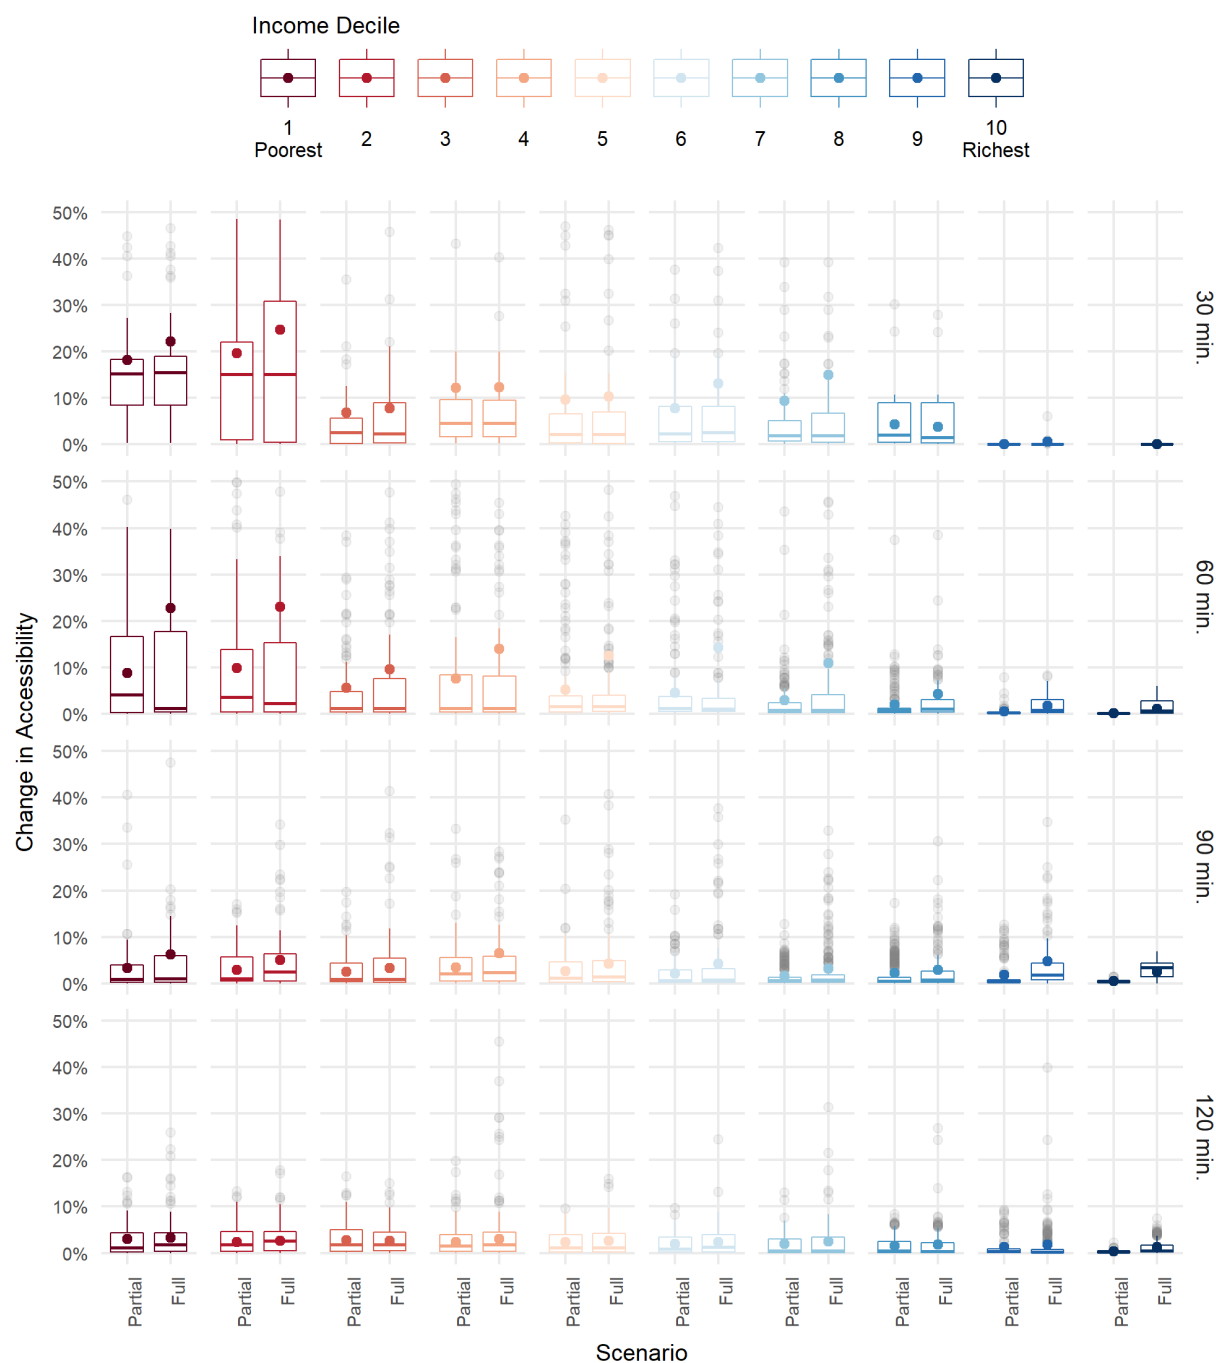 Income Decile
1 2 3 4 5 6 7 8 9 10
Poorest Richest
50%
40%
30%
20%
10%
0%
30 min.
50%
40%
30%
20%
10%
0%
60 min.
Change in Accessibility
50%
40%
30%
20%
10%
0%
90 min.
50%
40%
30%
20%
10%
0%
120 min.
Partial Full Partial Full Partial Full Partial Full Partial Full Partial Full Partial Full Partial Full Partial Full Partial Full
Scenario